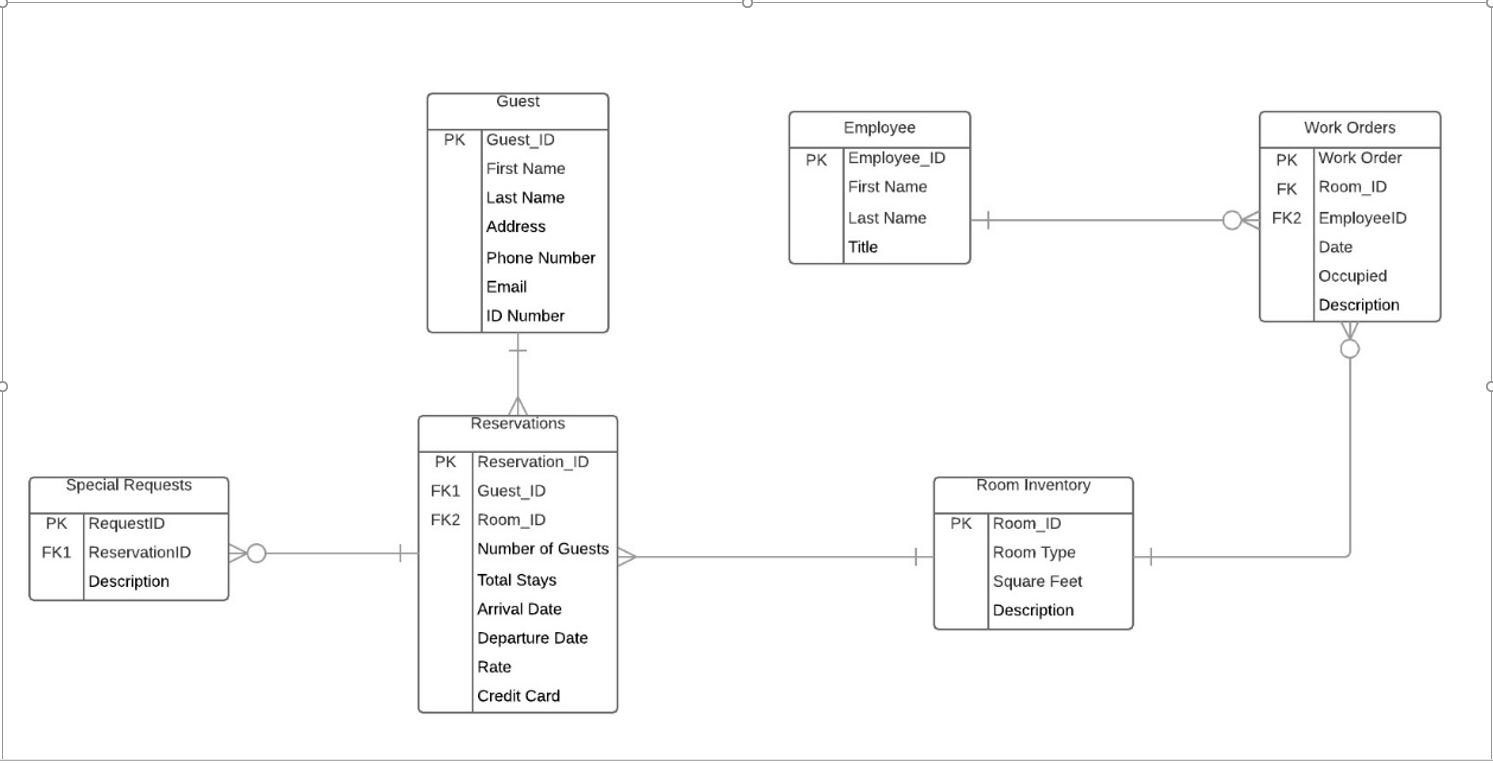 Guest
PK Guest_ID
First Name
Last Name
Address
Phone Number
Email
ID Number
Employee
PK Employee_ID
First Name
Last Name
Title
Work Orders
PK Work Order
FK Room_ID
FK2 EmployeeID
Date
Occupied
Description
Special Requests
PK RequestID
FK1 ReservationID
Description
Reservations
PK Reservation_ID
FK1 Guest_ID
FK2 Room_ID
Number of Guests
Total Stays
Arrival Date
Departure Date
Rate
Credit Card
Room Inventory
PK Room_ID
Room Type
Square Feet
Description